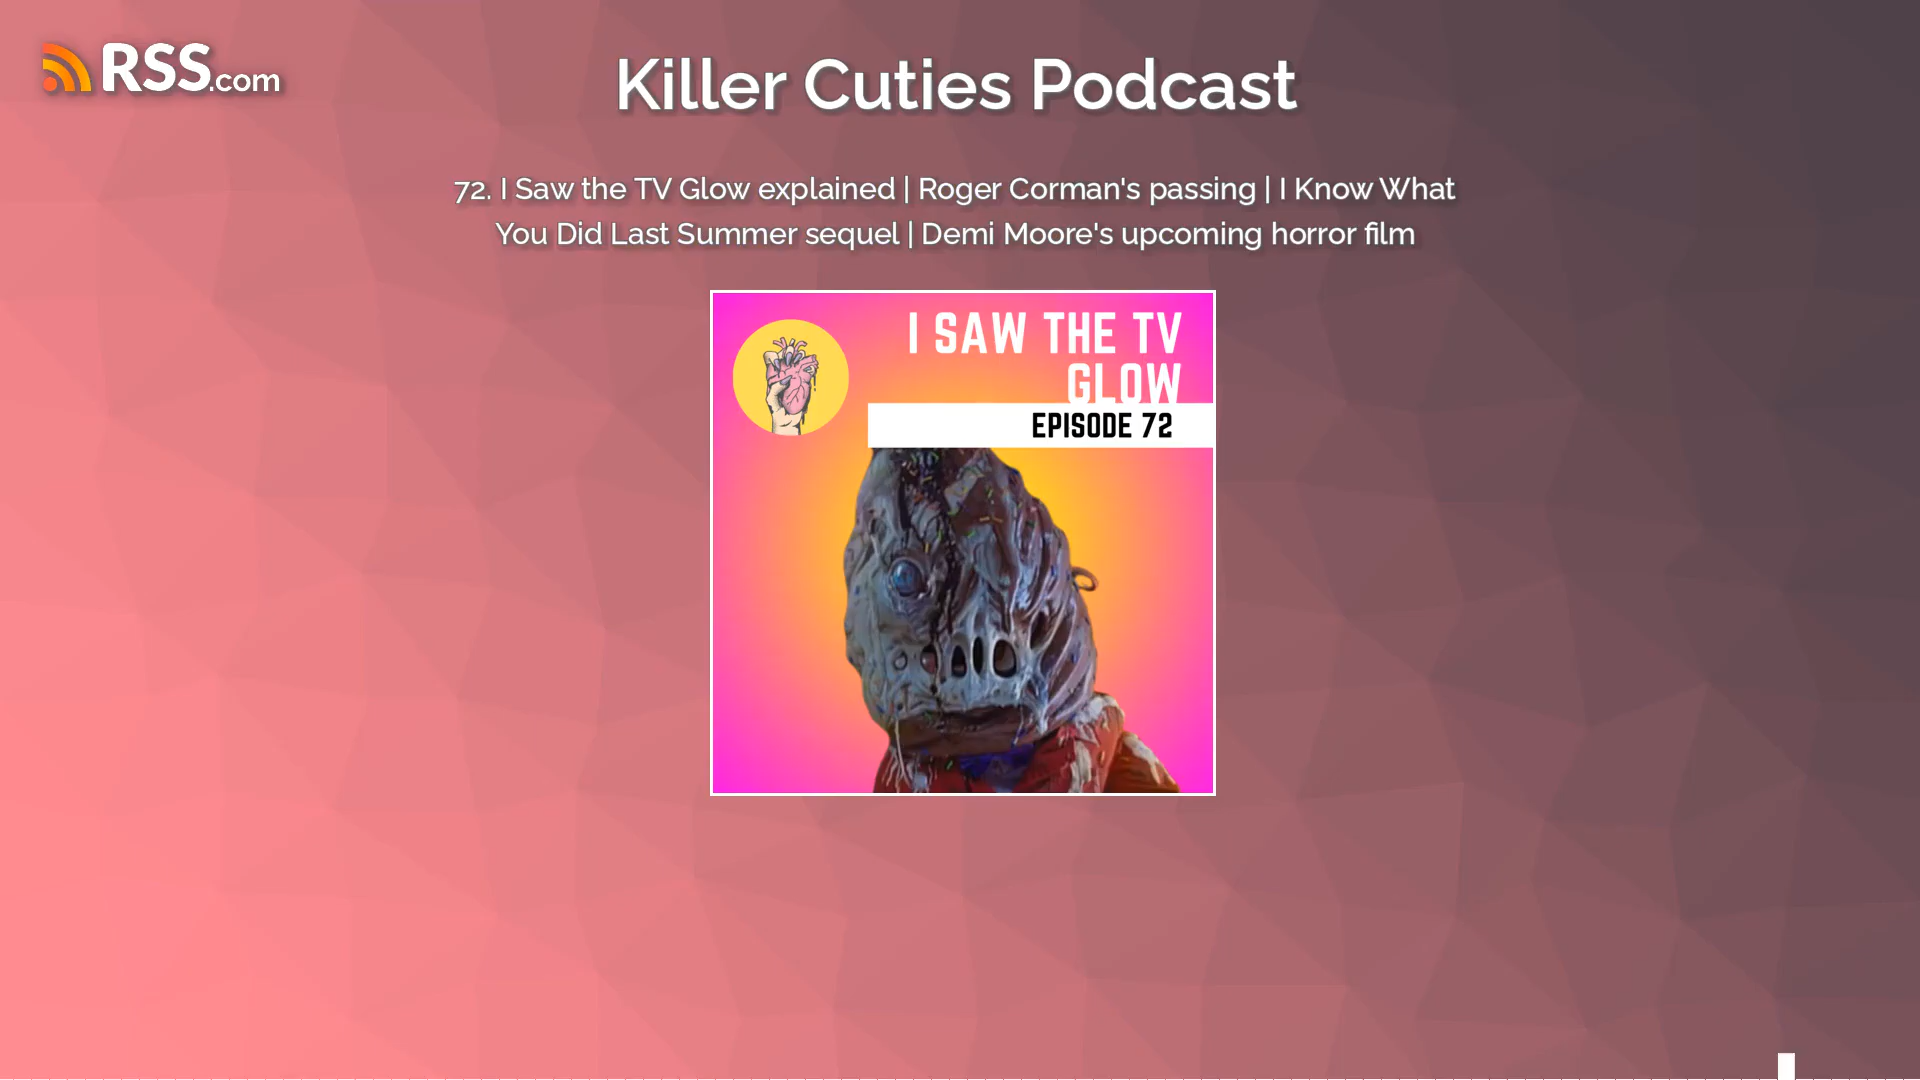 RSS.com
Killer Cuties Podcast
72. I Saw the TV Glow explained | Roger Corman's passing | I Know What
You Did Last Summer sequel | Demi Moore's upcoming horror film
I SAW THE TV
GLOW
EPISODE 72